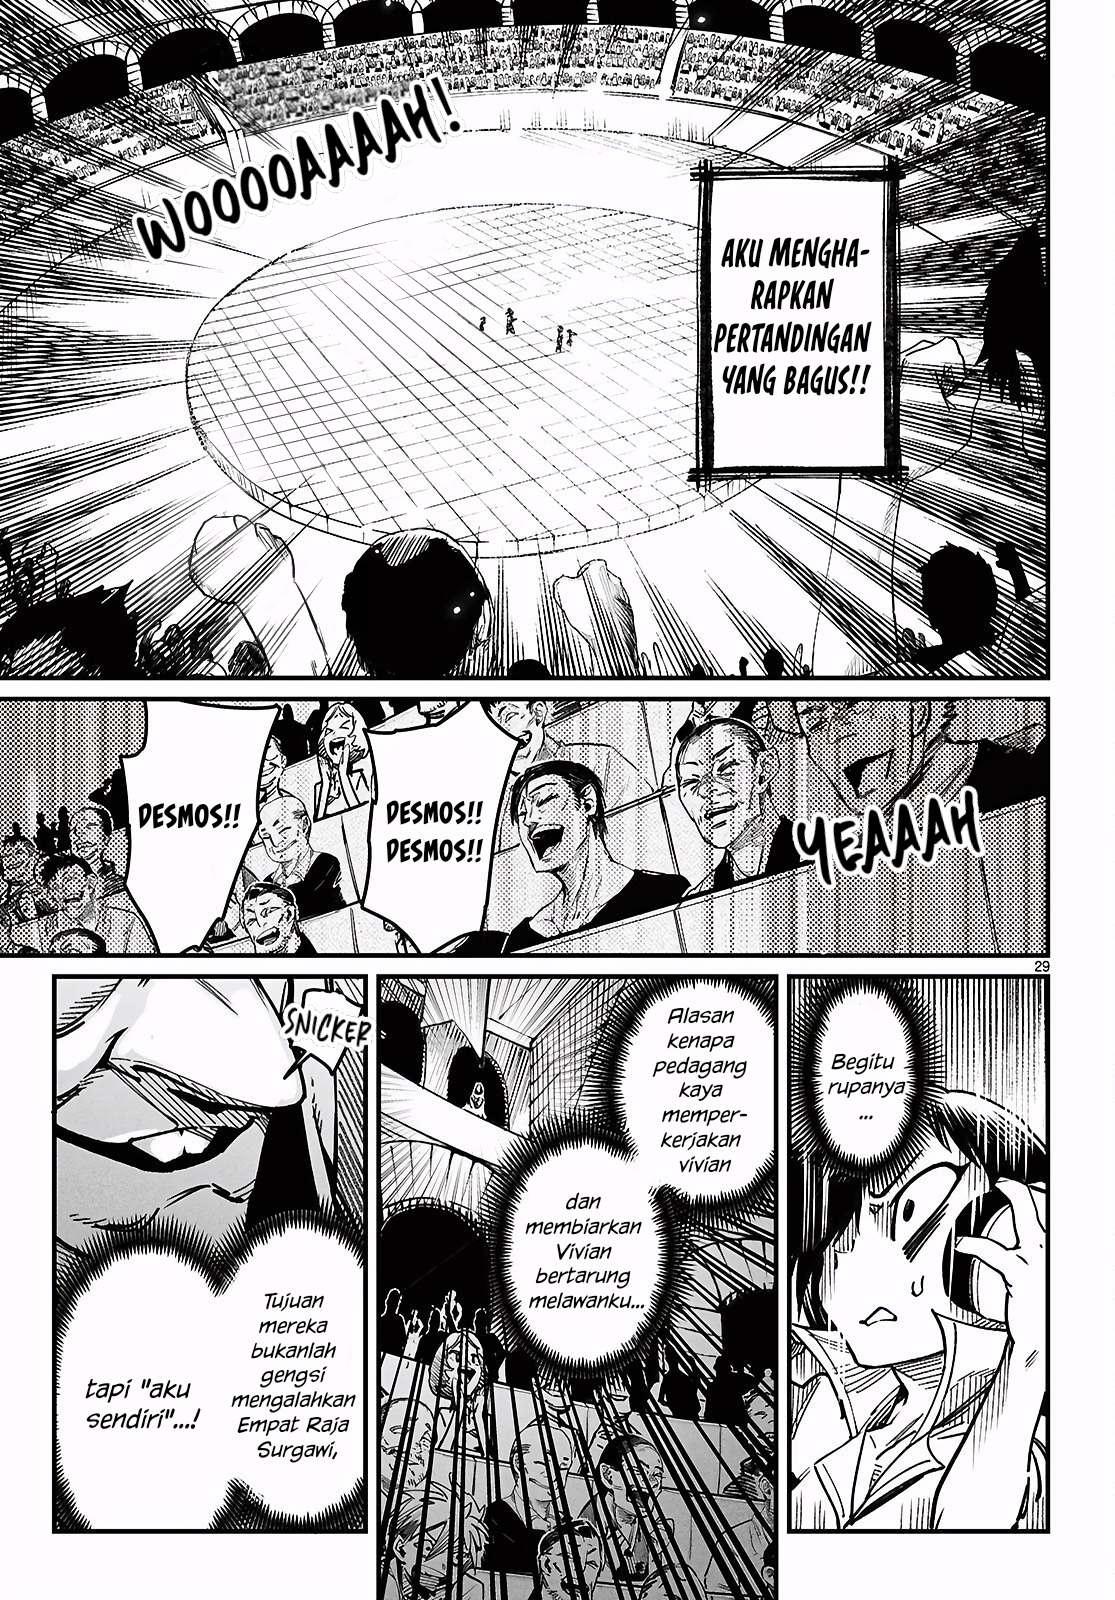 WOOOOAAAAH!
AKU MENGHA-
RAPKAN
PERTANDINGAN
YANG BAGUS!!
YEAAAH
DESMOS!!
DESMOS!!
DESMOS!!
29
Begitu
rupanya
...
Alasan
kenapa
pedagang
kaya
memper-
kerjakan
vivian
dan
membiarkan
Vivian
bertarung
melawanku...
SNICKER
Tujuan
mereka
bukanlah
gengsi
mengalahkan
Empat Raja
Surgawi,
tapi "aku
sendiri"...!